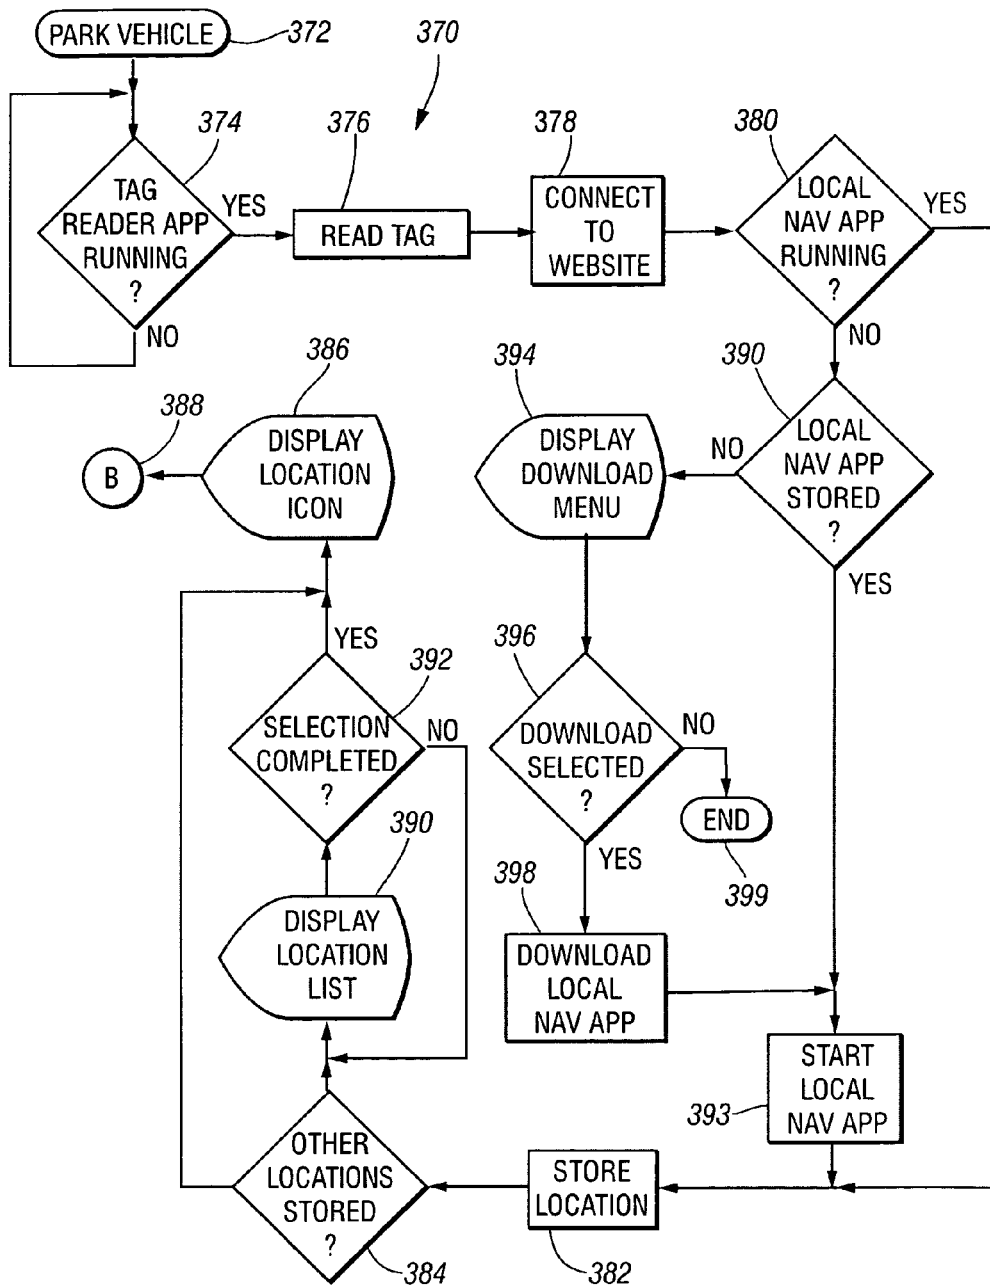 PARK VEHICLE
372
370
374
376
378
380
TAG
READER APP
RUNNING
?
YES
NO
READ TAG
CONNECT
TO
WEBSITE
LOCAL
NAV APP
RUNNING
?
YES
NO
386
388
394
390
B
DISPLAY
LOCATION
ICON
DISPLAY
DOWNLOAD
MENU
NO
LOCAL
NAV APP
STORED
?
YES
YES
392
396
SELECTION
COMPLETED
?
NO
DOWNLOAD
SELECTED
?
NO
YES
END
399
390
398
DISPLAY
LOCATION
LIST
DOWNLOAD
LOCAL
NAV APP
START
LOCAL
NAV APP
393
OTHER
LOCATIONS
STORED
?
384
STORE
LOCATION
382